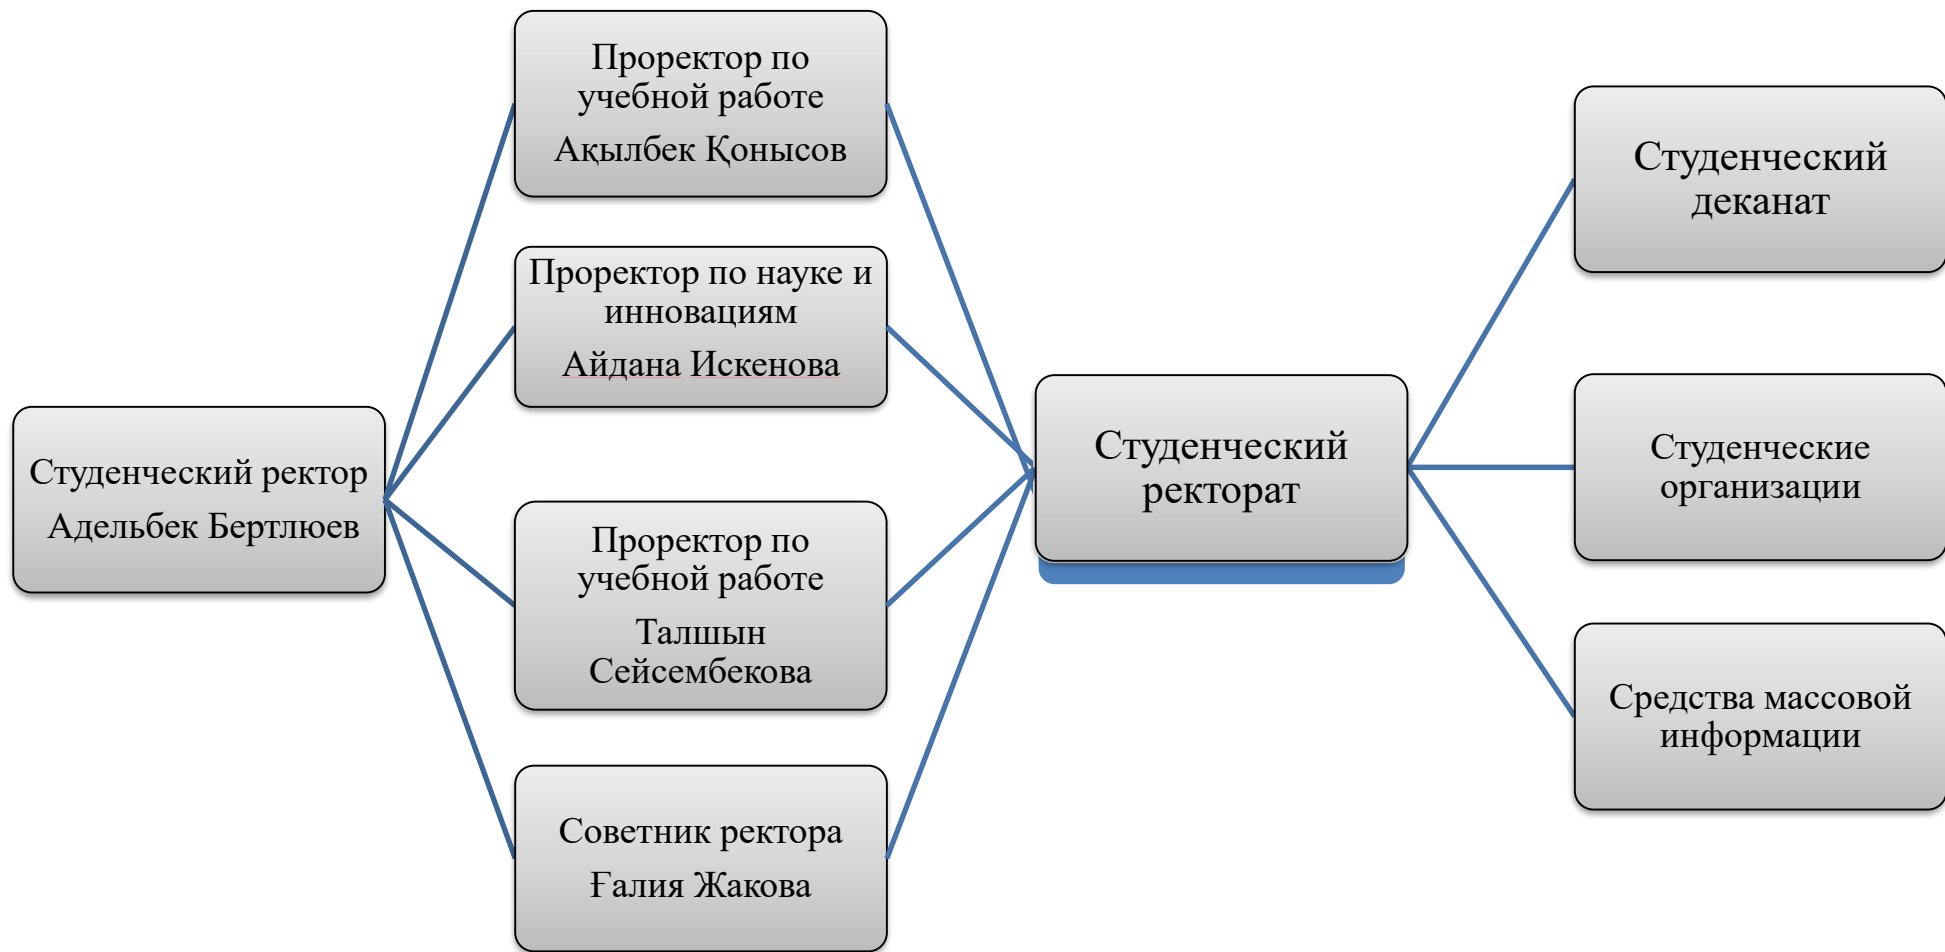 Студенческий ректор
Адельбек Бертлюев
Проректор по
учебной работе
Ақылбек Қонысов
Проректор по науке и
инновациям
Айдана Искенова
Проректор по
учебной работе
Талшын
Сейсембекова
Советник ректора
Ғалия Жакова
Студенческий
ректорат
Студенческий
деканат
Студенческие
организации
Средства массовой
информации